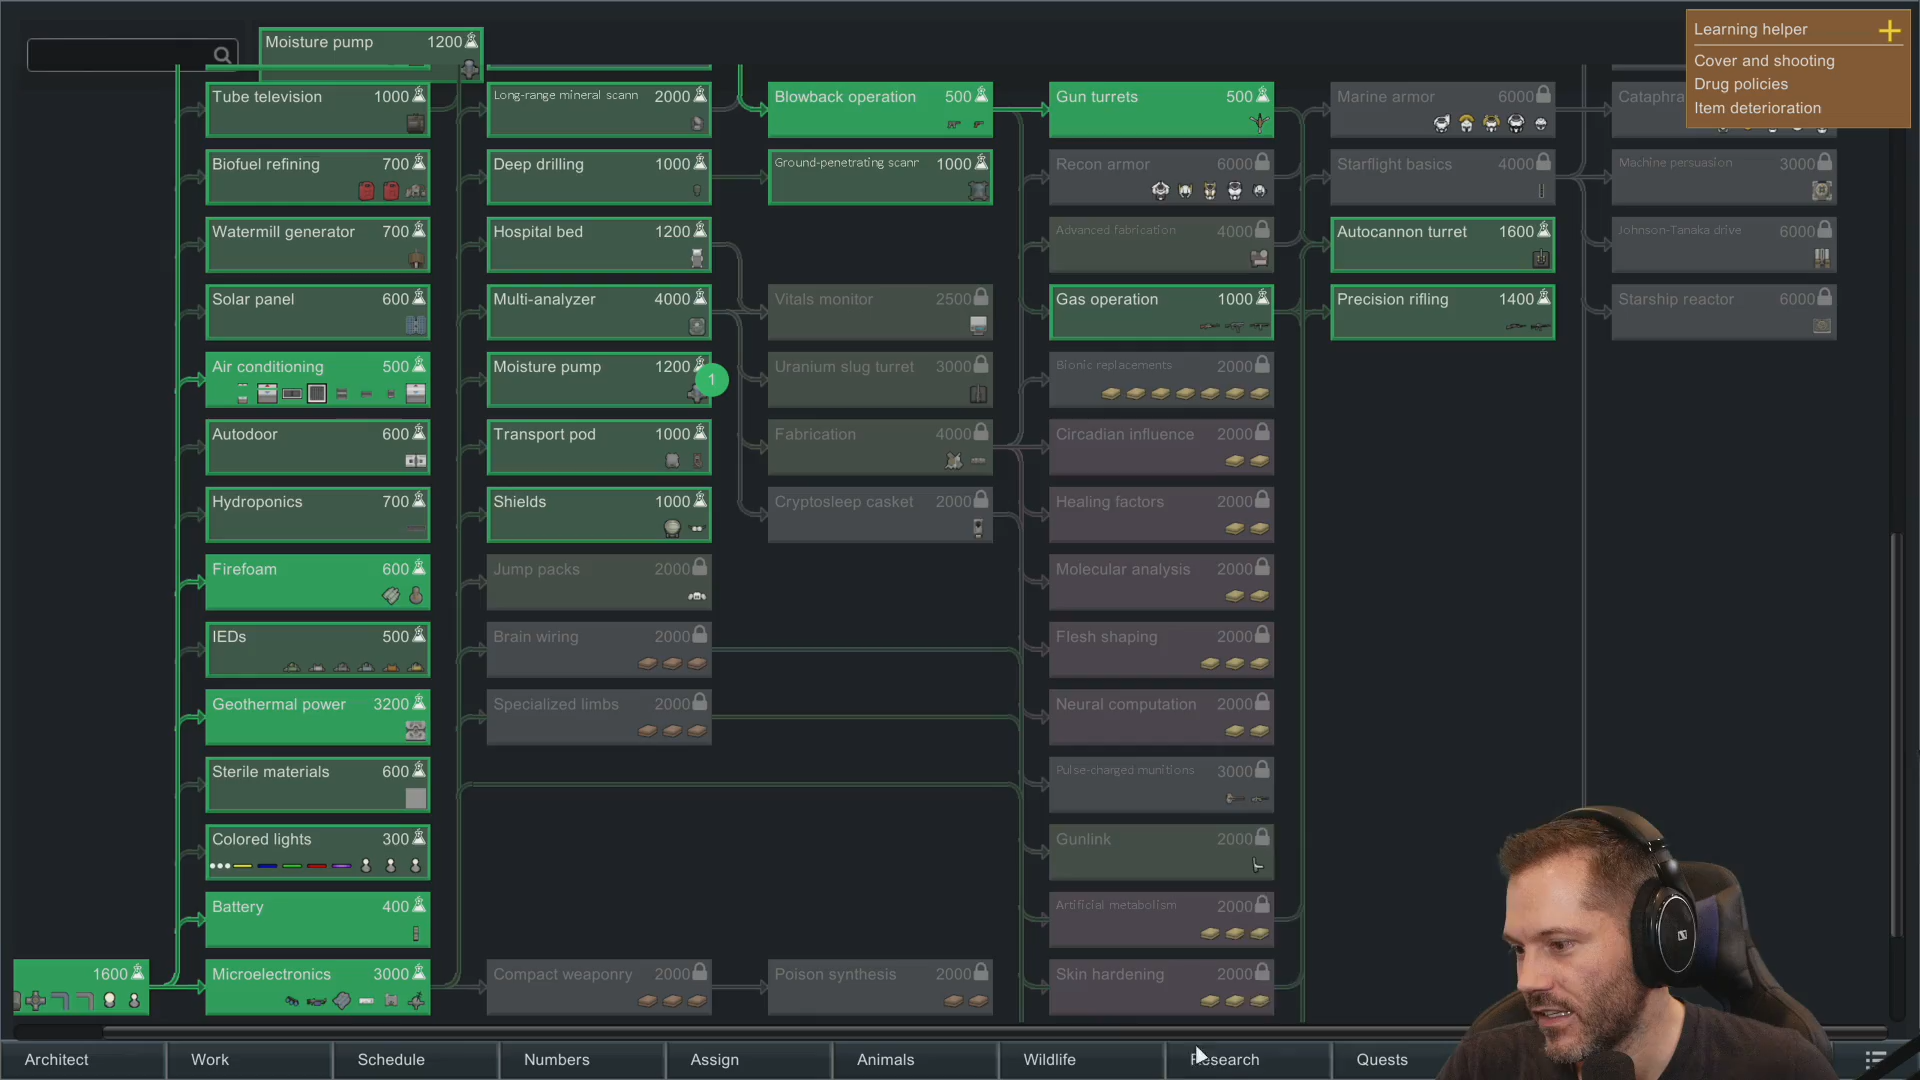 Moisture pump 1200
Learning helper
Cover and shooting
Drug policies
Item deterioration
Tube television 1000
Long-range mineral scann 2000
Blowback operation 500
Gun turrets 500
Marine armor 6000
Cataphra
Biofuel refining 700
Deep drilling 1000
Ground-penetrating scann 1000
Recon armor 6000
Starflight basics 4000
Machine persuasion 3000
Watermill generator 700
Hospital bed 1200
Advanced fabrication 4000
Autocannon turret 1600
Johnson-Tanaka drive 6000
Solar panel 600
Multi-analyzer 4000
Vitals monitor 2500
Gas operation 1000
Precision rifling 1400
Starship reactor 6000
Air conditioning 500
Moisture pump 1200
1
Uranium slug turret 3000
Bionic replacements 2000
Autodoor 600
Transport pod 1000
Fabrication 4000
Circadian influence 2000
Hydroponics 700
Shields 1000
Cryptosleep casket 2000
Healing factors 2000
Firefoam 600
Jump packs 2000
Molecular analysis 2000
IEDs 500
Brain wiring 2000
Flesh shaping 2000
Geothermal power 3200
Specialized limbs 2000
Neural computation 2000
Sterile materials 600
Pulse-charged munitions 3000
Colored lights 300
Gunlink 2000
Battery 400
Artificial metabolism 2000
1600
Microelectronics 3000
Compact weaponry 2000
Poison synthesis 2000
Skin hardening 2000
Architect Work Schedule Numbers Assign Animals Wildlife Research Quests